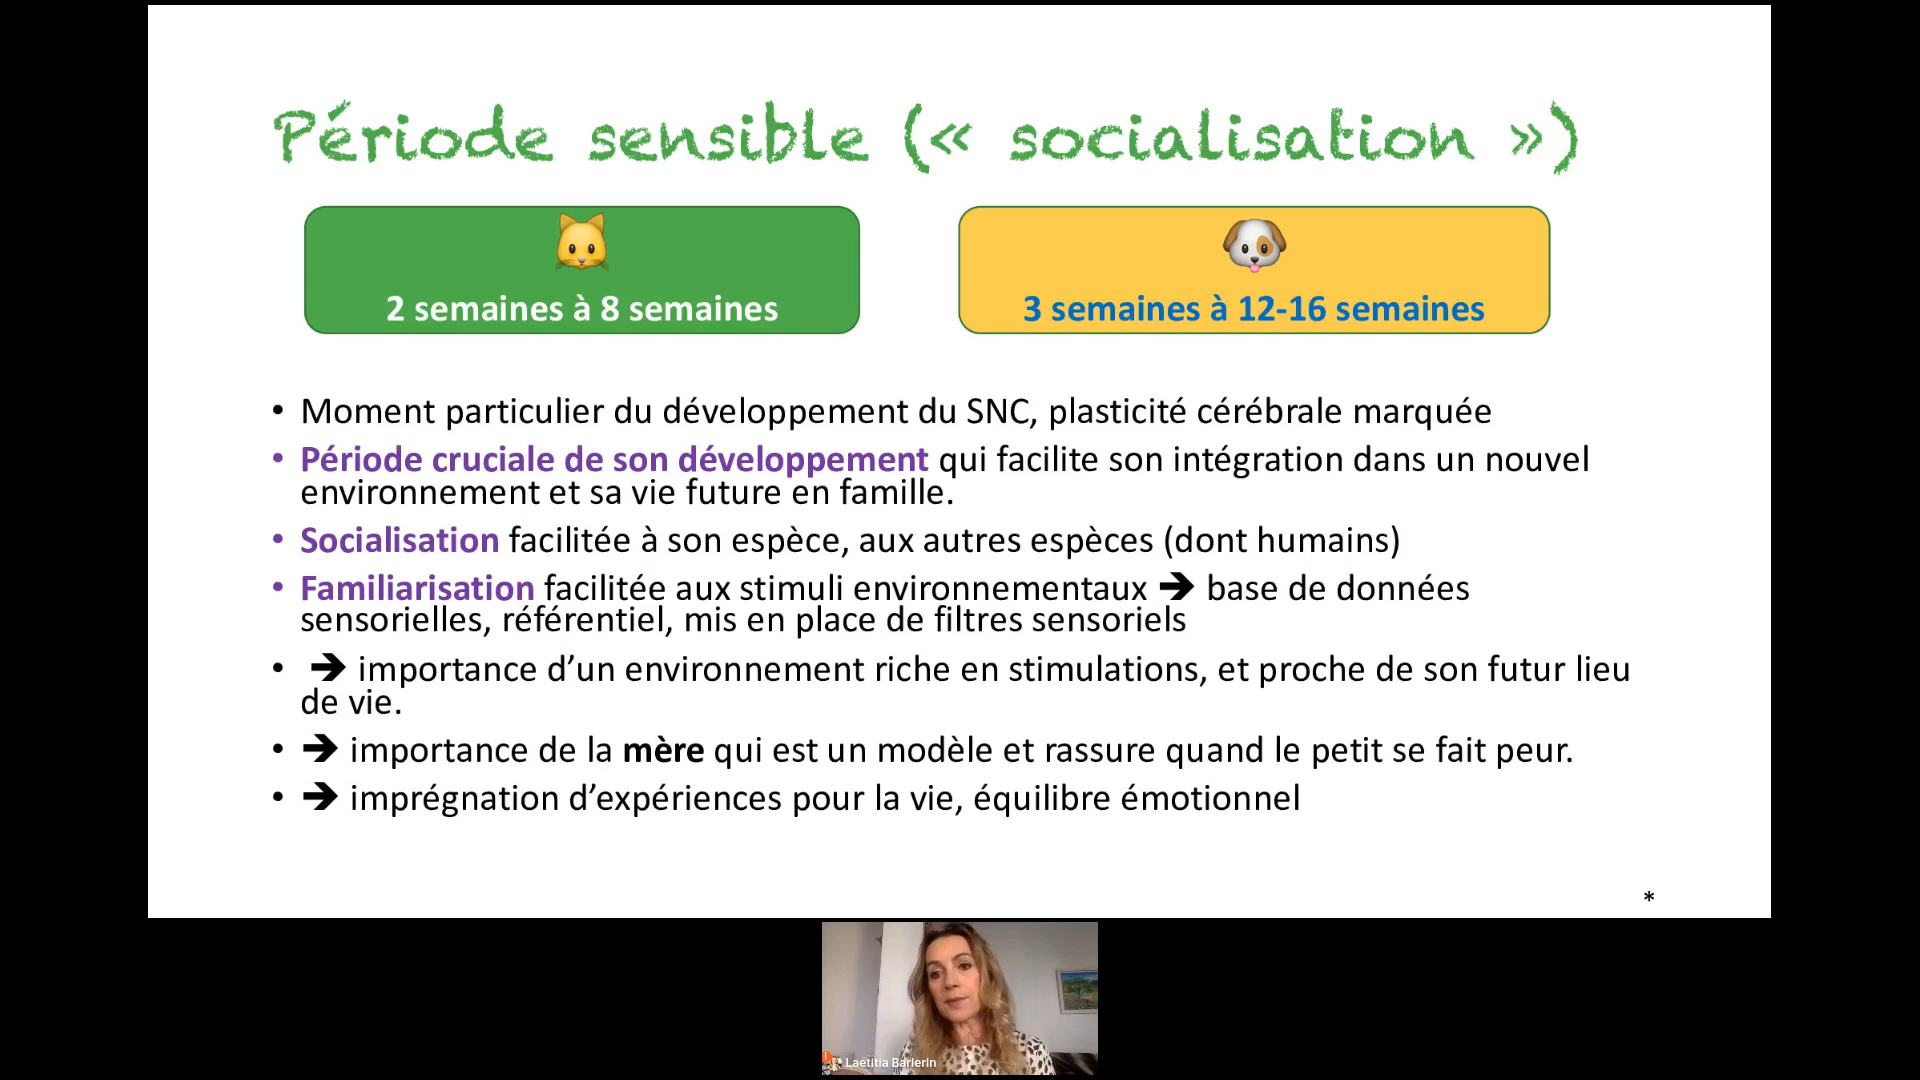 Période sensible (« socialisation »)
2 semaines à 8 semaines
3 semaines à 12-16 semaines
• Moment particulier du développement du SNC, plasticité cérébrale marquée
• Période cruciale de son développement qui facilite son intégration dans un nouvel
environnement et sa vie future en famille.
• Socialisation facilitée à son espèce, aux autres espèces (dont humains)
• Familiarisation facilitée aux stimuli environnementaux ➔ base de données
sensorielles, référentiel, mis en place de filtres sensoriels
• ➔ importance d’un environnement riche en stimulations, et proche de son futur lieu
de vie.
• ➔ importance de la mère qui est un modèle et rassure quand le petit se fait peur.
• ➔ imprégnation d’expériences pour la vie, équilibre émotionnel
*
Laetitia Barlerin